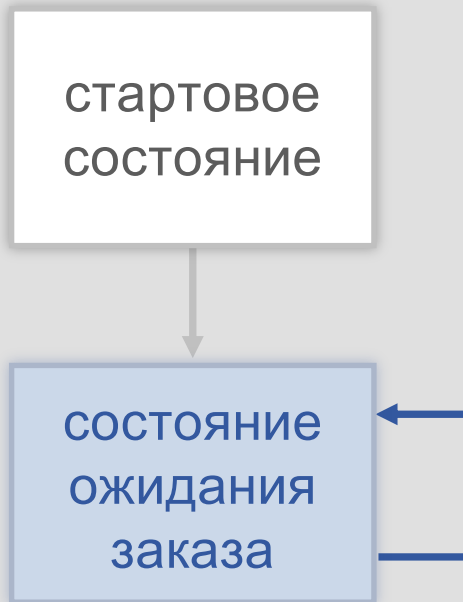 стартовое
состояние
состояние
ожидания
заказа